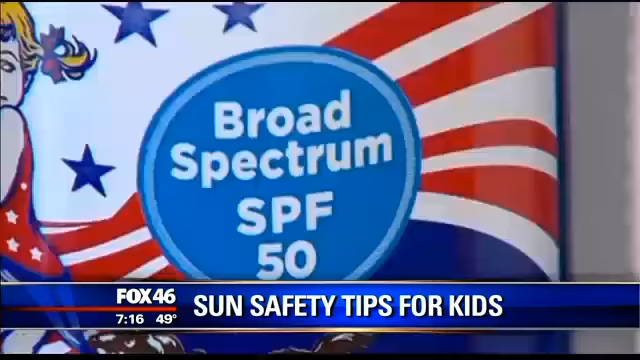 Broad
Spectrum
SPF
50
FOX46
SUN SAFETY TIPS FOR KIDS
7:16 49°